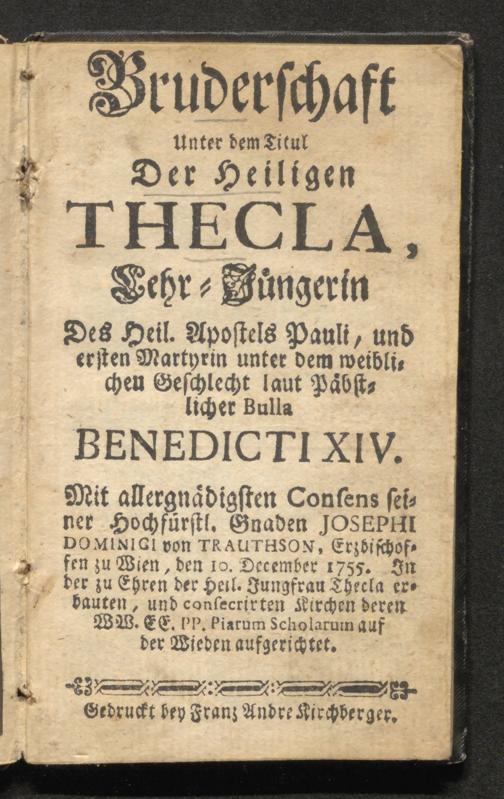 Bruderschaft
Unter dem Titul
Der Heiligen
THECLA,
Lehr-Jüngerin
Des Heil. Apostels Pauli, und
ersten Martyrin unter dem weibli-
chen Geschlecht laut Päbst-
licher Bulla
BENEDICTI XIV.
Mit allergnädigsten Consens sei-
ner Hochfürstl. Gnaden JOSEPHI
DOMINIGI von TRAUTHSON, Erzbischof-
fen zu Wien, den 10. December 1755. In
der zu Ehren der Heil. Jungfrau Thecla er-
bauten, und consecrirten Kirchen deren
WW. EE. PP. Piarum Scholarum auf
der Wieden aufgerichtet.
Gedruckt bey Franz Andre Kirchberger.